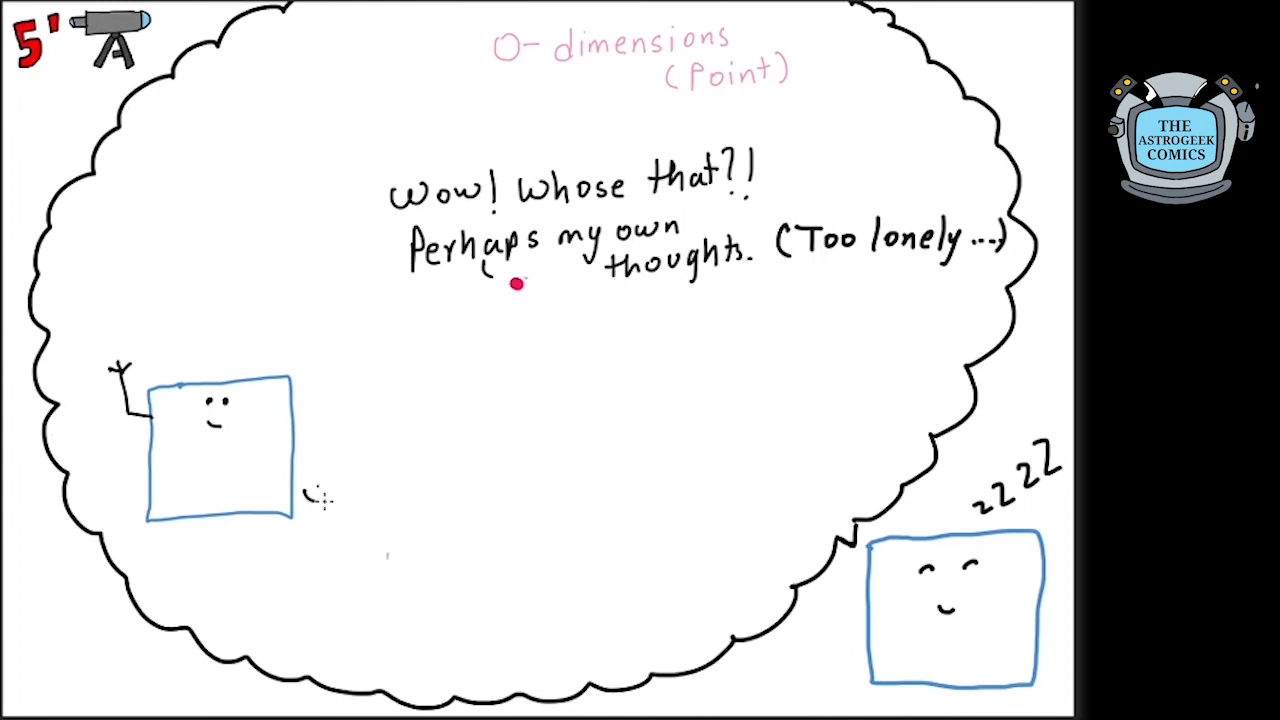 5'
0- dimensions
(Point)
Wow! Whose that?!
Perhaps my own
thoughts.
(Too lonely ...)
zzzz
THE
ASTROGEEK
COMICS